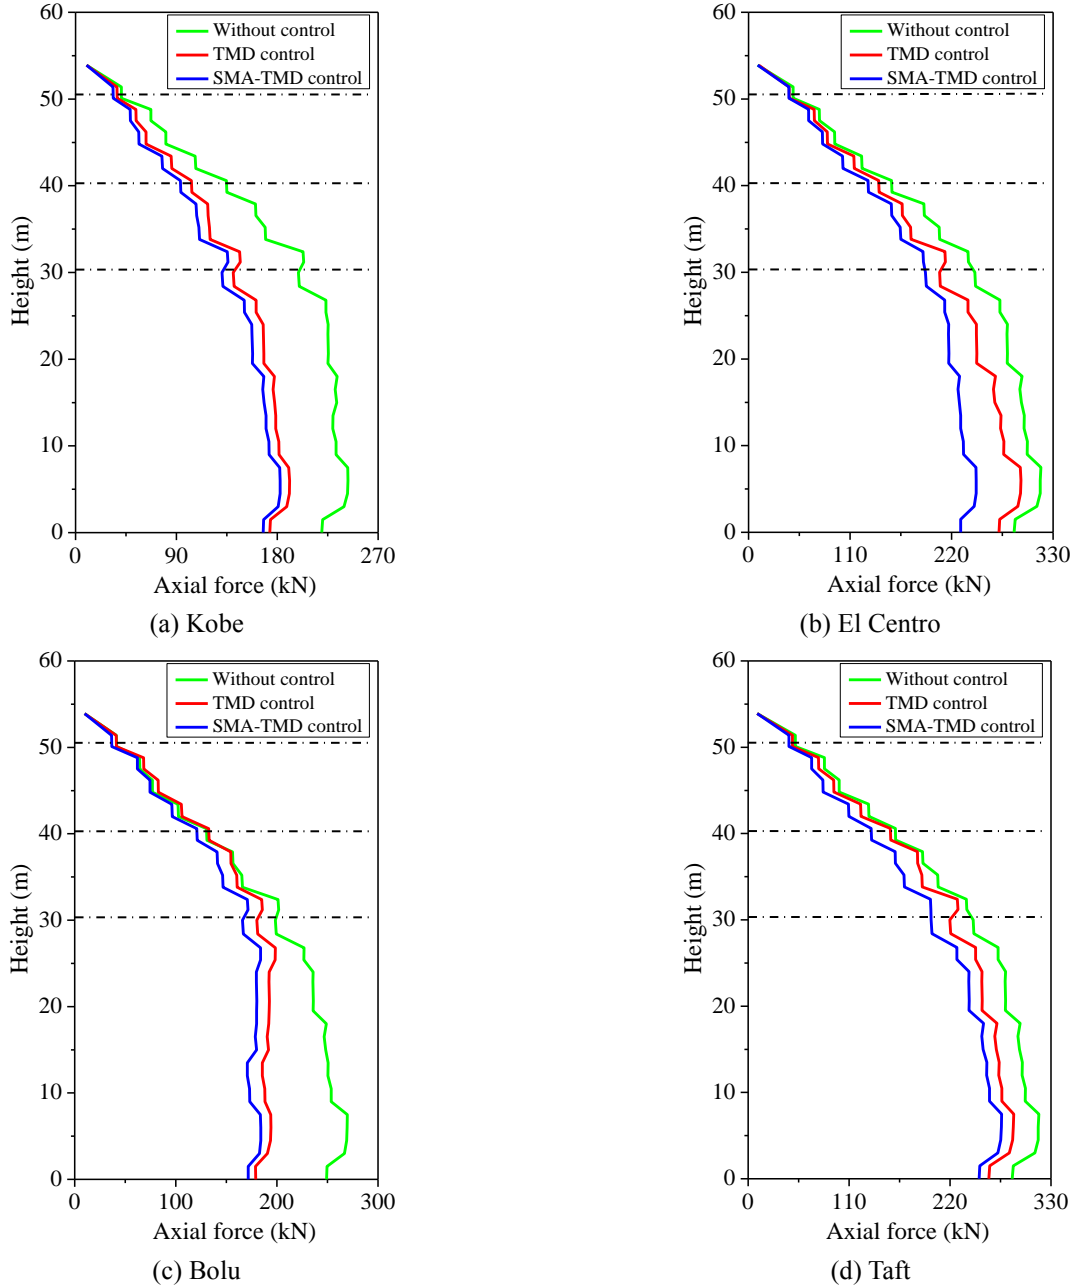 60
50
40
30
20
10
0
Height (m)
Without control
TMD control
SMA-TMD control
0 90 180 270
Axial force (kN)
(a) Kobe
60
50
40
30
20
10
0
Height (m)
Without control
TMD control
SMA-TMD control
0 110 220 330
Axial force (kN)
(b) El Centro
60
50
40
30
20
10
0
Height (m)
Without control
TMD control
SMA-TMD control
0 100 200 300
Axial force (kN)
(c) Bolu
60
50
40
30
20
10
0
Height (m)
Without control
TMD control
SMA-TMD control
0 110 220 330
Axial force (kN)
(d) Taft